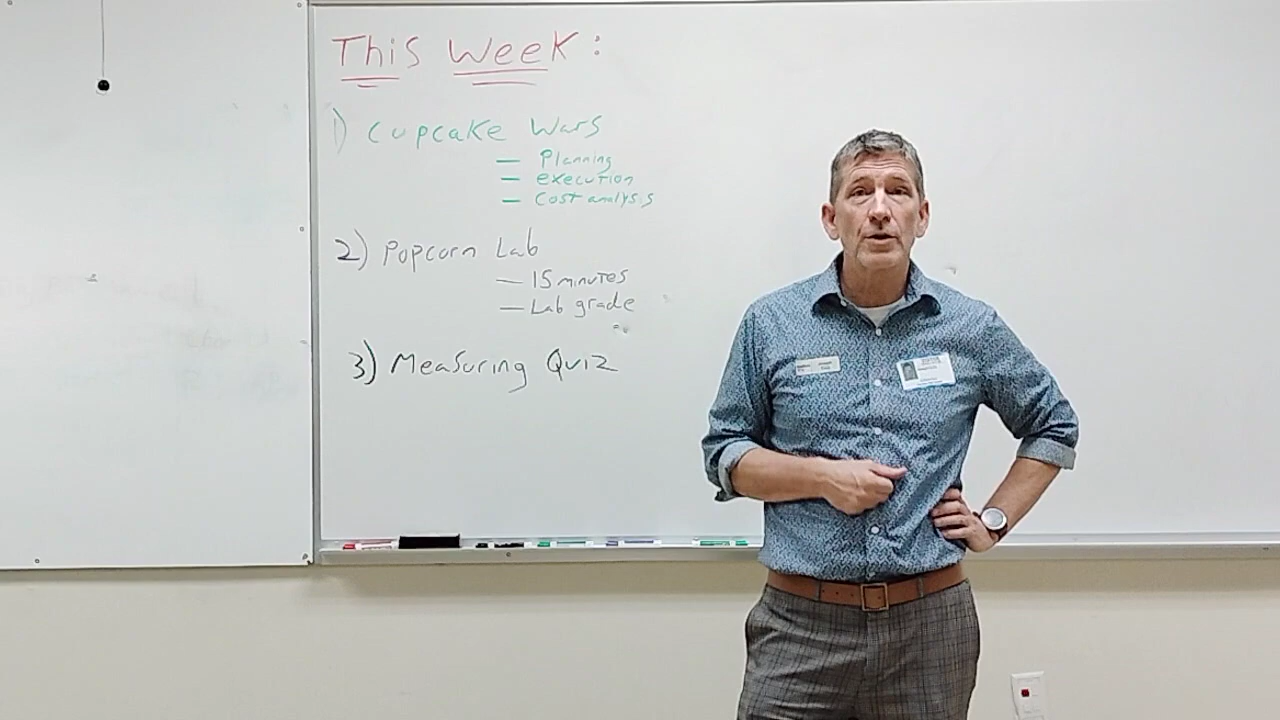 This Week:
1) Cupcake Wars
— Planning
— execution
— Cost analysis
2) Popcorn Lab
— 15 minutes
— Lab grade
3) Measuring Quiz